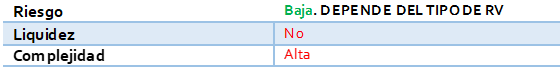 Riesgo Baja. DEPENDE DEL TIPO DE RV
Liquidez No
Complejidad Alta